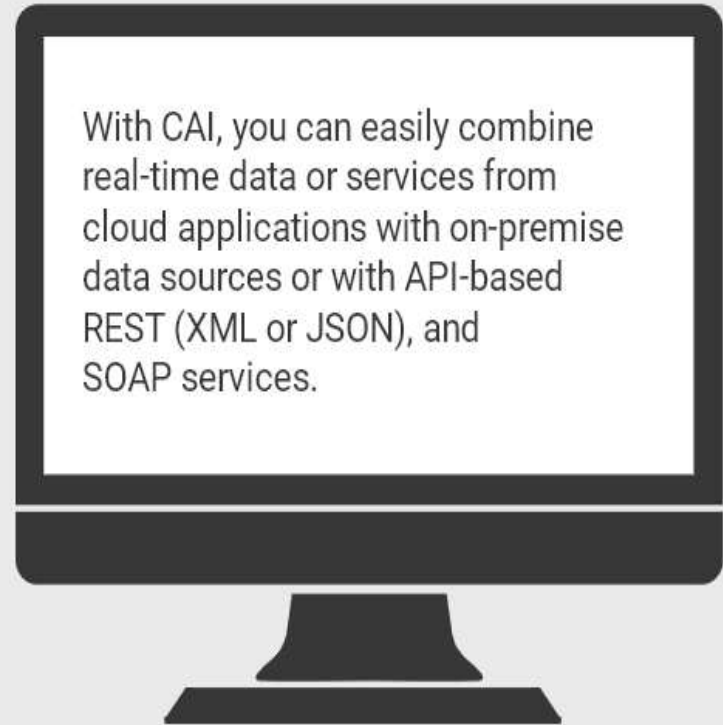 With CAI, you can easily combine
real-time data or services from
cloud applications with on-premise
data sources or with API-based
REST (XML or JSON), and
SOAP services.